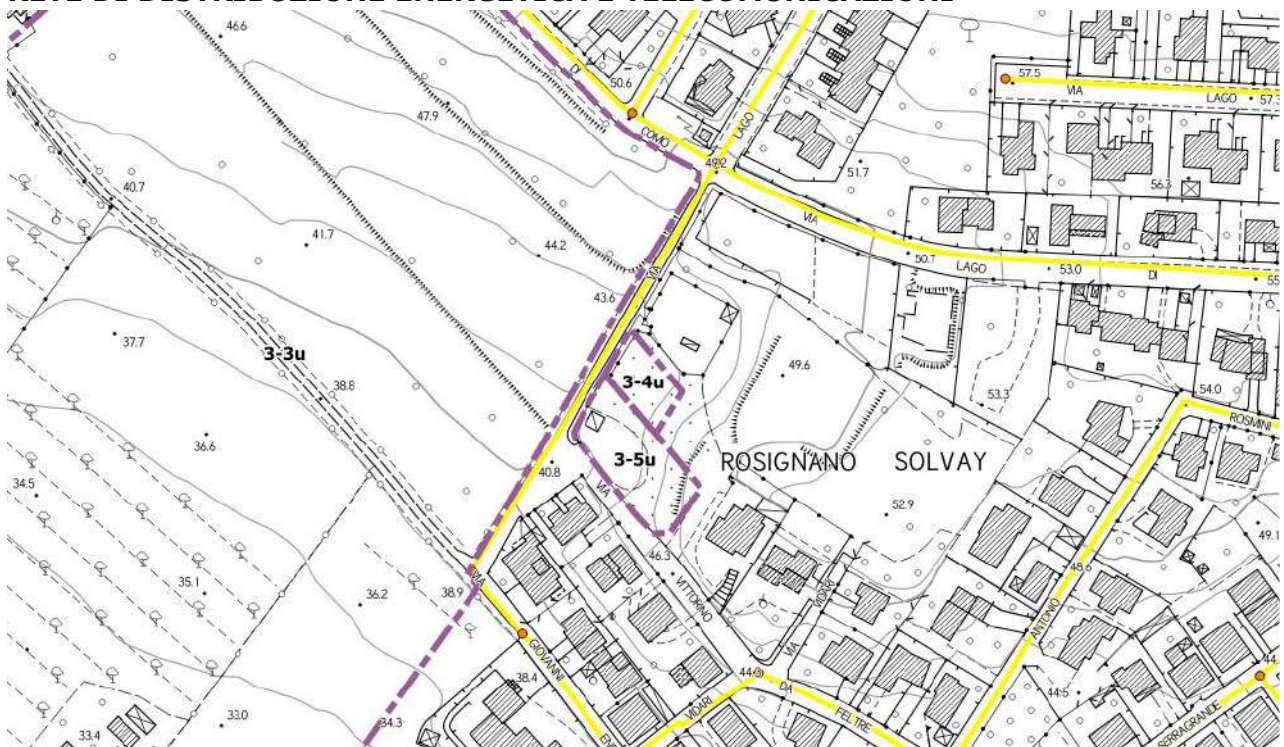 RETE DI DISTRIBUZIONE ENERGETICA E TELECOMUNICAZIONI
466
50.6
DI
COMO
LAGO
57.5
VIA
LAGO
57.
47.9
49.2
51.7
56.3
40.7
41.7
44.2
VIA
50.7
LAGO
53.0
DI
55
VIA
43.6
37.7
3-3u
38.8
3-4u
49.6
53.3
54.0
ROSMINI
36.6
3-5u
ROSIGNANO SOLVAY
34.5
40.8
VIA
52.9
49.1
46.3
VITTORINO
VIA
VIDARI
48.6
ANTONIO
35.1
36.2
38.9
VIA
GIOVANNI
38.4
VIDARI
DA
FELTRE
44.5
44.
SERRAGRANDE
33.4
33.0
34.3